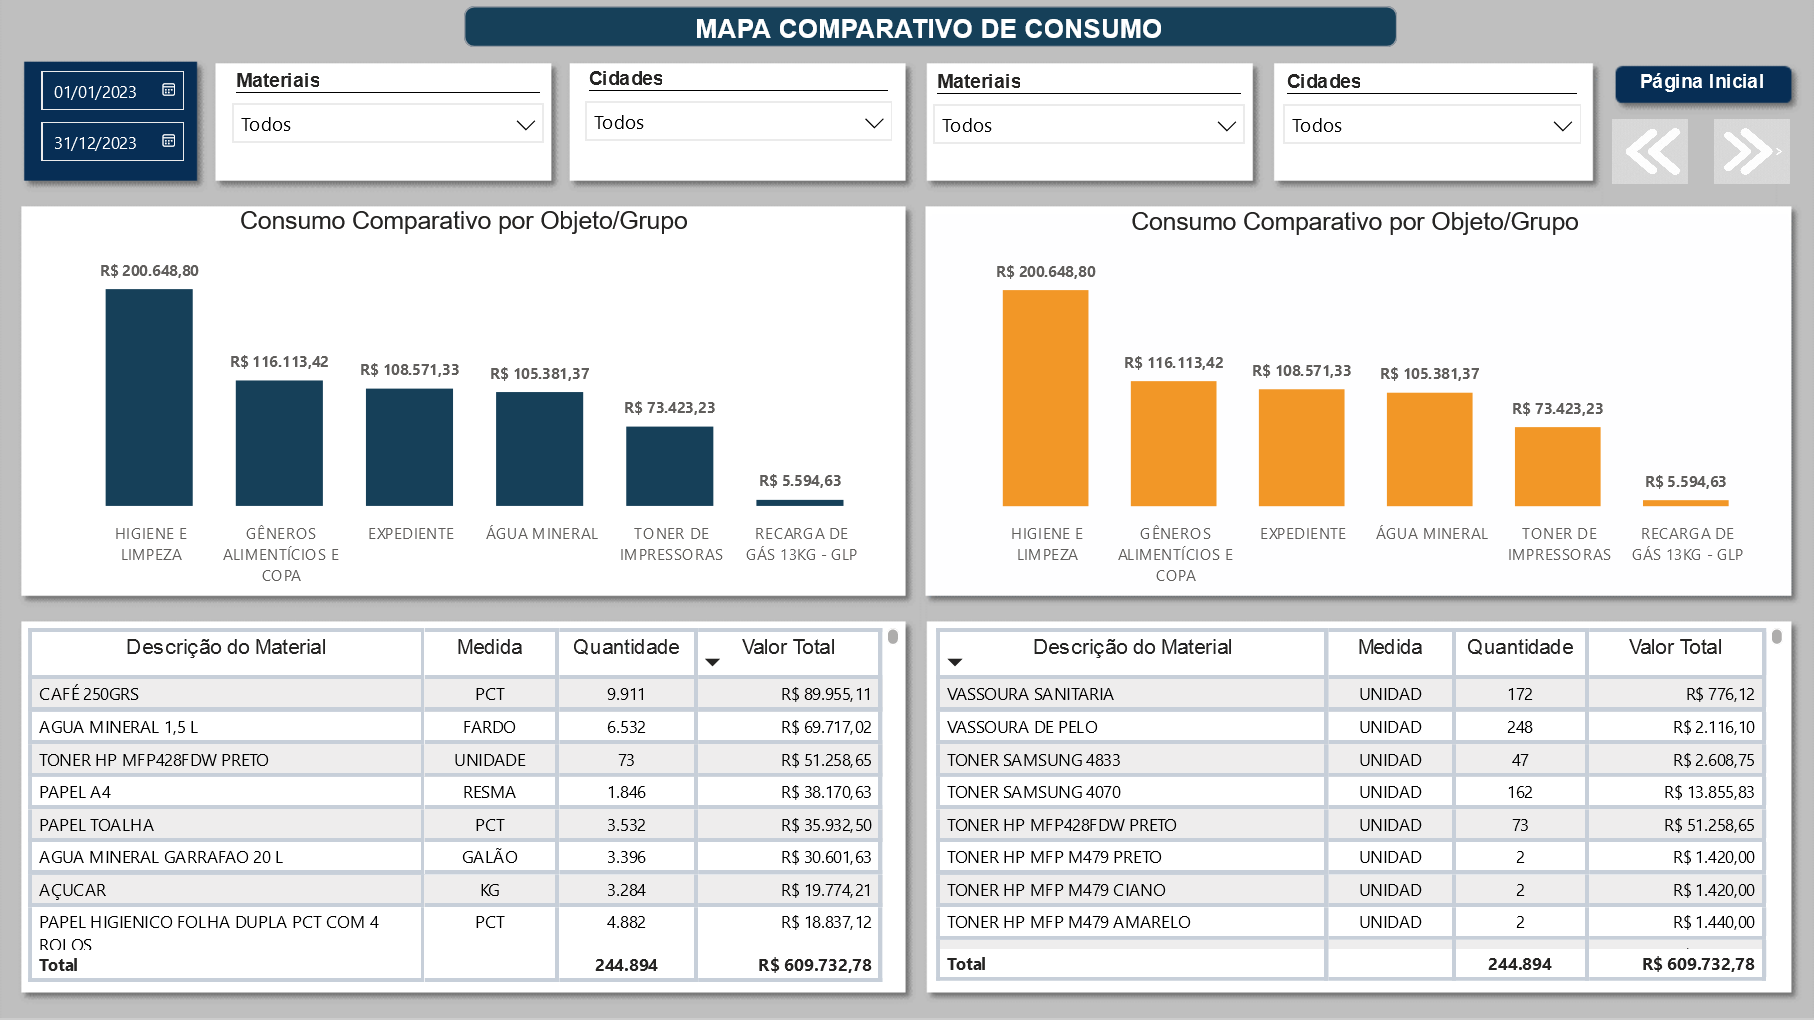 MAPA COMPARATIVO DE CONSUMO
01/01/2023
31/12/2023
Materiais
Todos
Cidades
Todos
Materiais
Todos
Cidades
Todos
Página Inicial
>
Consumo Comparativo por Objeto/Grupo
R$ 200.648,80
R$ 116.113,42
R$ 108.571,33
R$ 105.381,37
R$ 73.423,23
R$ 5.594,63
HIGIENE E
LIMPEZA
GÊNEROS
ALIMENTÍCIOS E
COPA
EXPEDIENTE
ÁGUA MINERAL
TONER DE
IMPRESSORAS
RECARGA DE
GÁS 13KG - GLP
Consumo Comparativo por Objeto/Grupo
R$ 200.648,80
R$ 116.113,42
R$ 108.571,33
R$ 105.381,37
R$ 73.423,23
R$ 5.594,63
HIGIENE E
LIMPEZA
GÊNEROS
ALIMENTÍCIOS E
COPA
EXPEDIENTE
ÁGUA MINERAL
TONER DE
IMPRESSORAS
RECARGA DE
GÁS 13KG - GLP
Descrição do Material Medida Quantidade Valor Total
CAFÉ 250GRS PCT 9.911 R$ 89.955,11
AGUA MINERAL 1,5 L FARDO 6.532 R$ 69.717,02
TONER HP MFP428FDW PRETO UNIDADE 73 R$ 51.258,65
PAPEL A4 RESMA 1.846 R$ 38.170,63
PAPEL TOALHA PCT 3.532 R$ 35.932,50
AGUA MINERAL GARRAFAO 20 L GALÃO 3.396 R$ 30.601,63
AÇUCAR KG 3.284 R$ 19.774,21
PAPEL HIGIENICO FOLHA DUPLA PCT COM 4 PCT 4.882 R$ 18.837,12
ROLOS
Total 244.894 R$ 609.732,78
Descrição do Material Medida Quantidade Valor Total
VASSOURA SANITARIA UNIDAD 172 R$ 776,12
VASSOURA DE PELO UNIDAD 248 R$ 2.116,10
TONER SAMSUNG 4833 UNIDAD 47 R$ 2.608,75
TONER SAMSUNG 4070 UNIDAD 162 R$ 13.855,83
TONER HP MFP428FDW PRETO UNIDAD 73 R$ 51.258,65
TONER HP MFP M479 PRETO UNIDAD 2 R$ 1.420,00
TONER HP MFP M479 CIANO UNIDAD 2 R$ 1.420,00
TONER HP MFP M479 AMARELO UNIDAD 2 R$ 1.440,00
Total 244.894 R$ 609.732,78